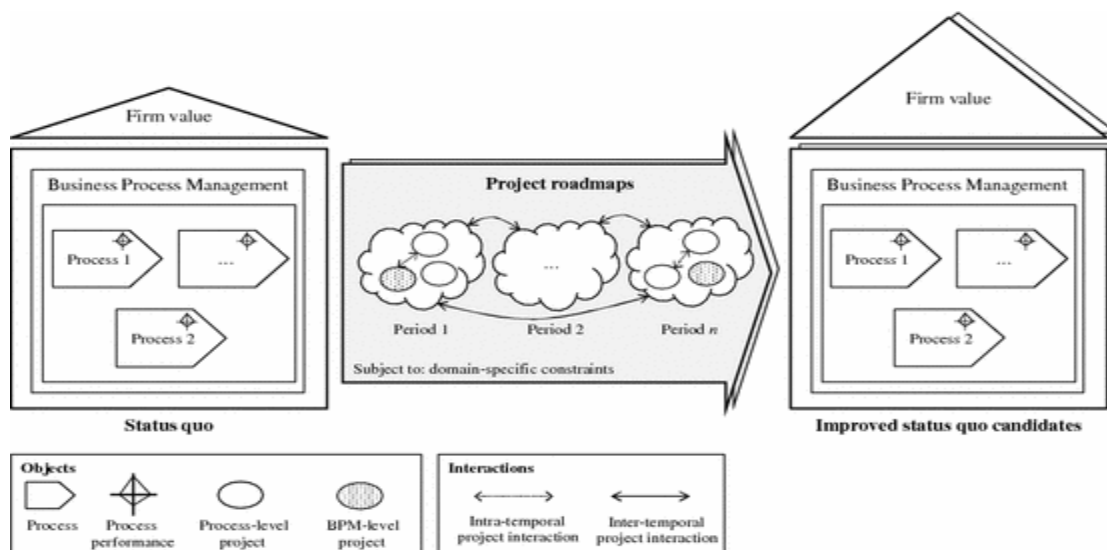 Firm value
Business Process Management
Process 1
...
Process 2
Status quo
Project roadmaps
...
Period 1
Period 2
Period n
Subject to: domain-specific constraints
Firm value
Business Process Management
Process 1
...
Process 2
Improved status quo candidates
Objects
Process
Process
performance
Process-level
project
BPM-level
project
Interactions
Intra-temporal
project interaction
Inter-temporal
project interaction